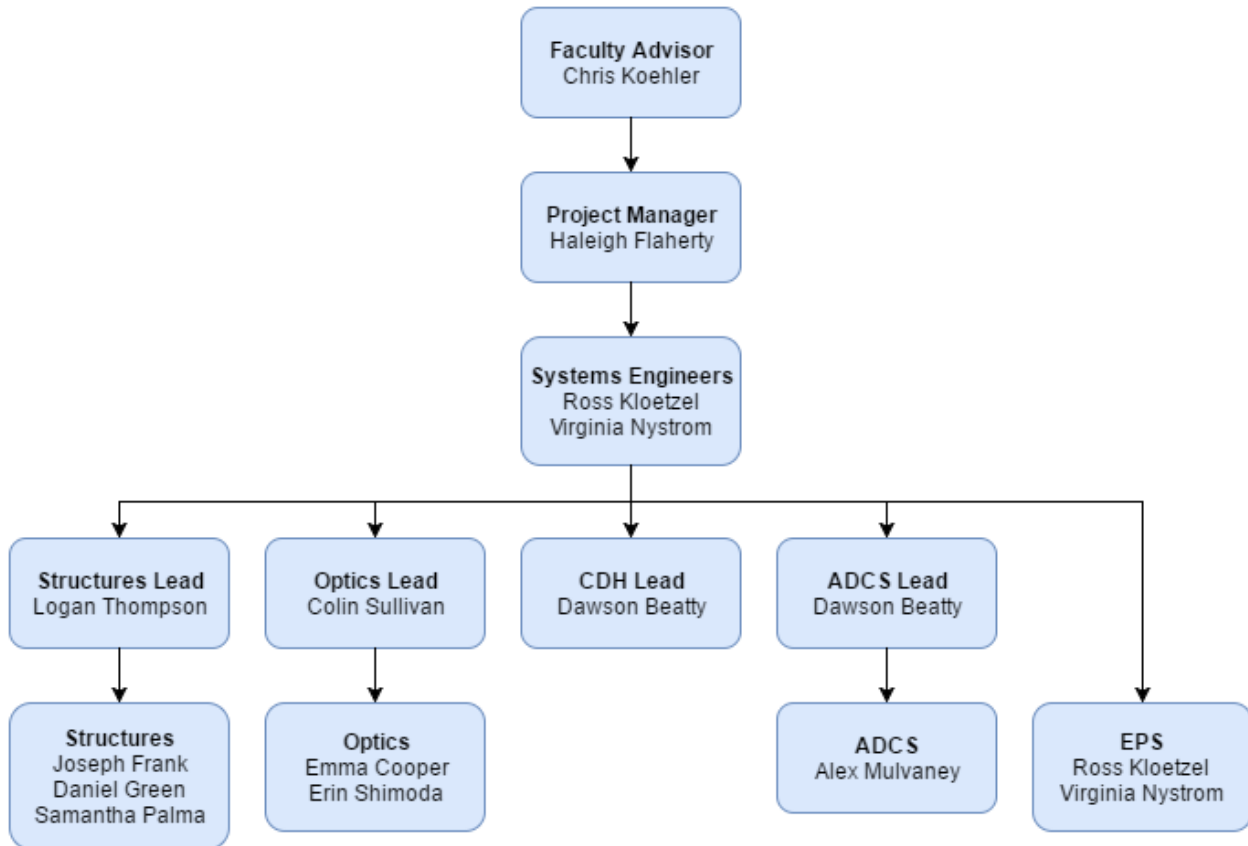 Faculty Advisor
Chris Koehler
Project Manager
Haleigh Flaherty
Systems Engineers
Ross Kloetzel
Virginia Nystrom
Structures Lead
Logan Thompson
Optics Lead
Colin Sullivan
CDH Lead
Dawson Beatty
ADCS Lead
Dawson Beatty
Structures
Joseph Frank
Daniel Green
Samantha Palma
Optics
Emma Cooper
Erin Shimoda
ADCS
Alex Mulvaney
EPS
Ross Kloetzel
Virginia Nystrom